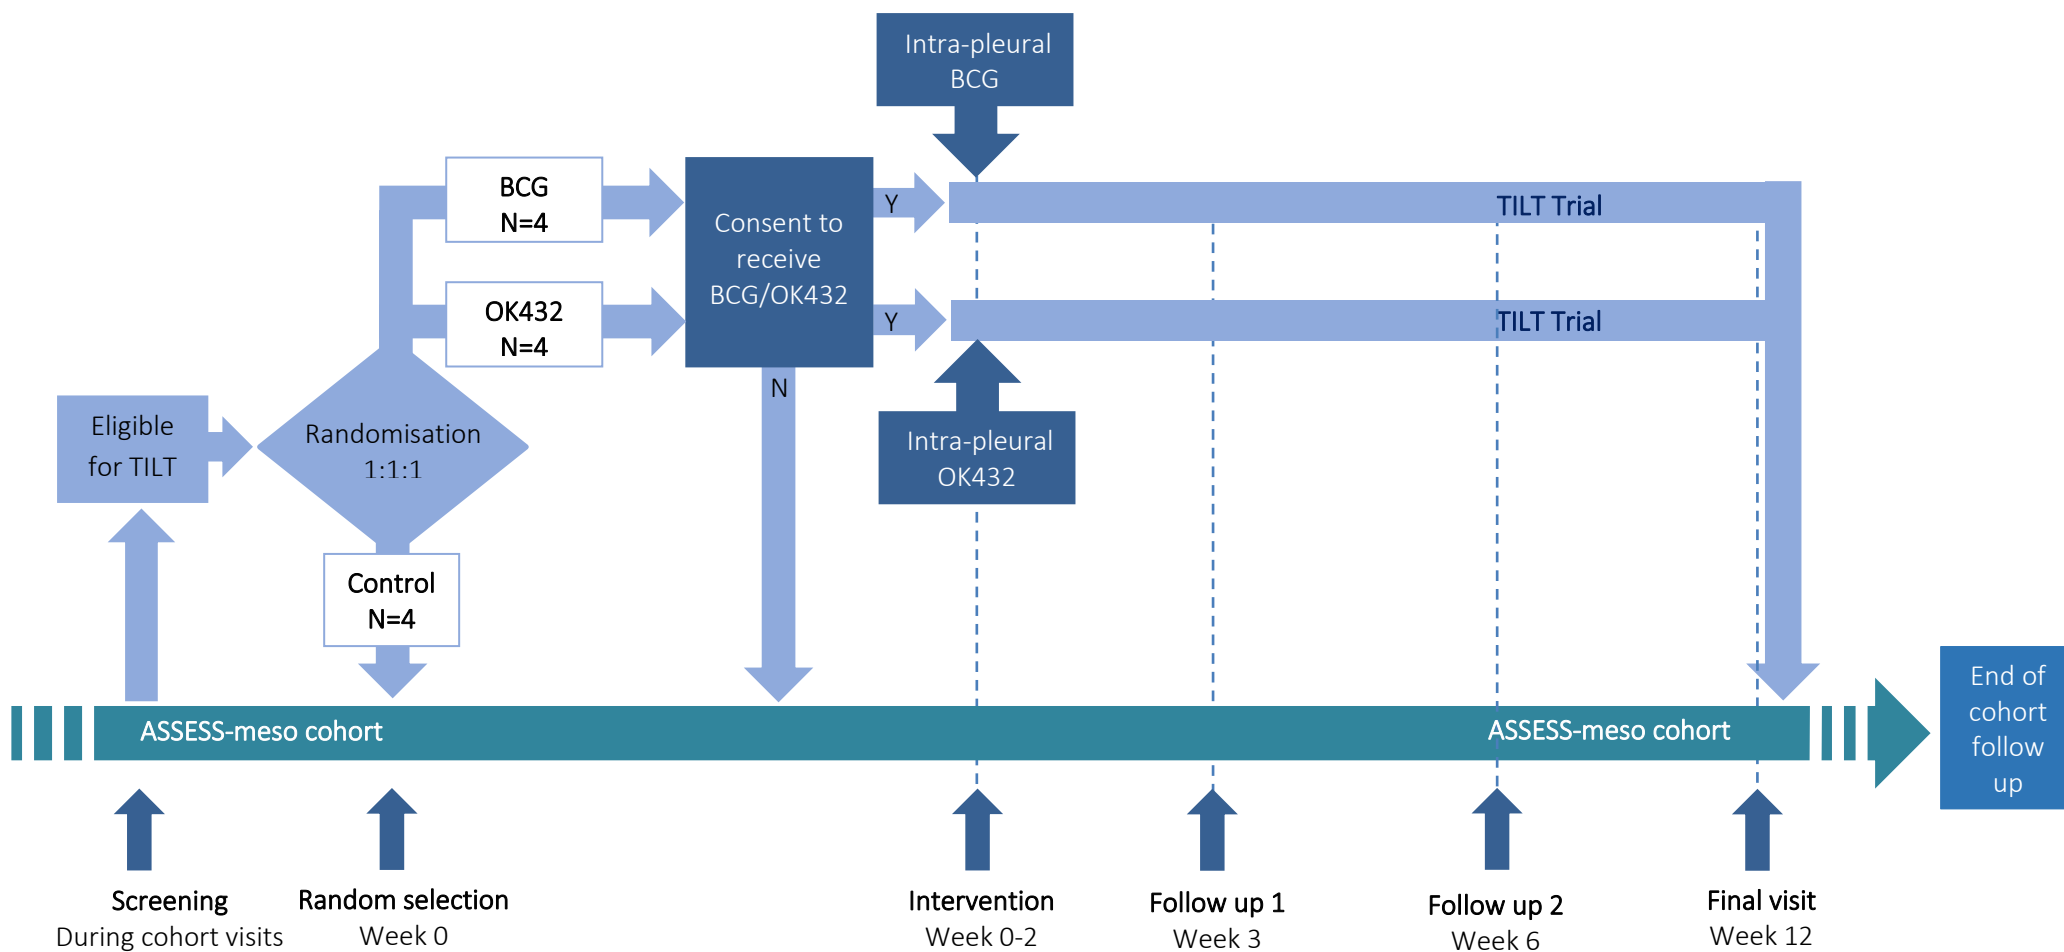 Intra-pleural
BCG
BCG
N=4
Consent to
receive
BCG/OK432
Y
TILT Trial
OK432
N=4
Y
TILT Trial
N
Eligible
for TILT
Randomisation
1:1:1
Intra-pleural
OK432
Control
N=4
ASSESS-meso cohort
ASSESS-meso cohort
End of
cohort
follow
up
Screening
During cohort visits
Random selection
Week 0
Intervention
Week 0-2
Follow up 1
Week 3
Follow up 2
Week 6
Final visit
Week 12